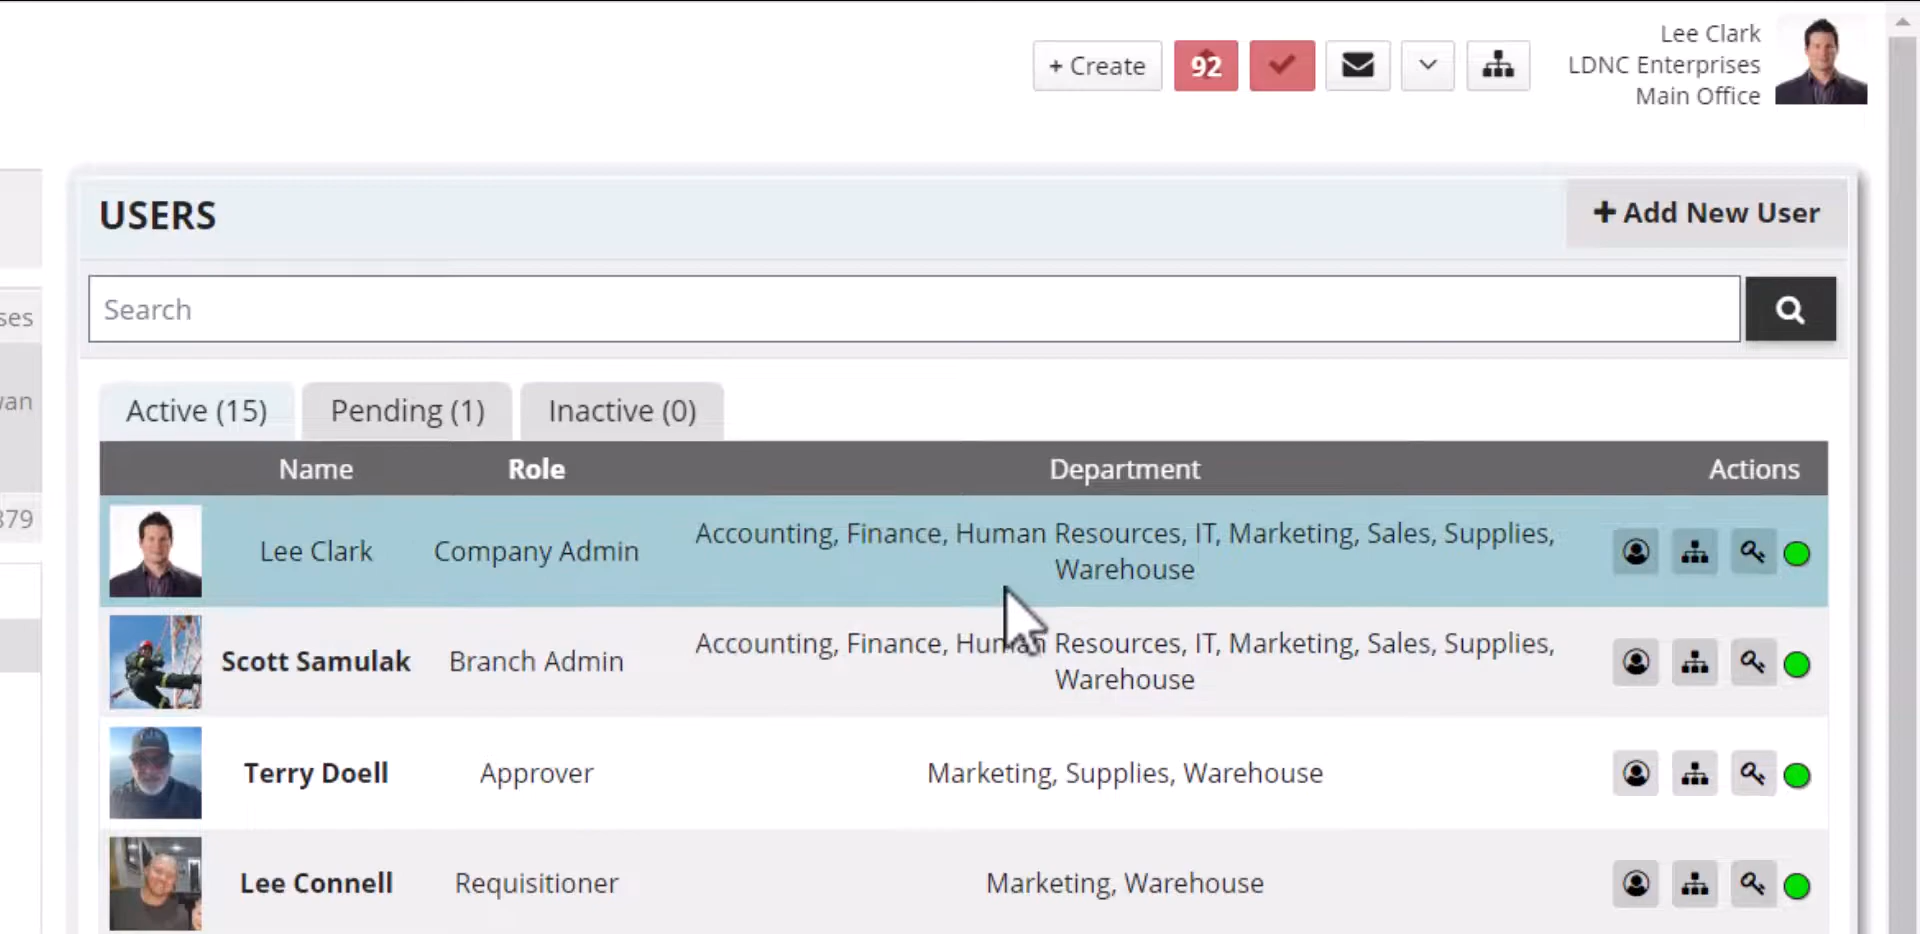 Lee Clark
+ Create
92
LDNC Enterprises
Main Office
USERS
+ Add New User
Search
ses
van
879
Active (15)
Pending (1)
Inactive (0)
Name
Role
Department
Actions
Lee Clark
Company Admin
Accounting, Finance, Human Resources, IT, Marketing, Sales, Supplies,
Warehouse
Scott Samulak
Branch Admin
Accounting, Finance, Human Resources, IT, Marketing, Sales, Supplies,
Warehouse
Terry Doell
Approver
Marketing, Supplies, Warehouse
Lee Connell
Requisitioner
Marketing, Warehouse